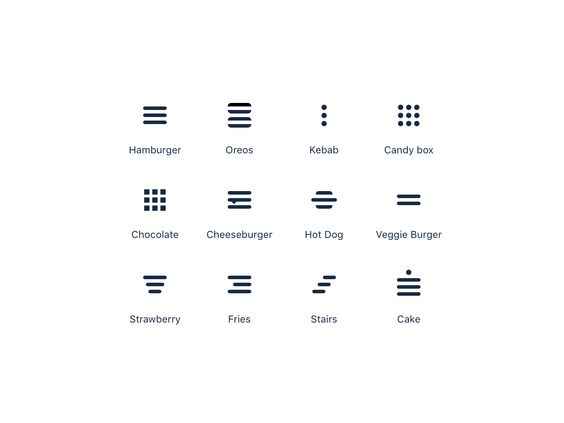 Hamburger
Oreos
Kebab
Candy box
Chocolate
Cheeseburger
Hot Dog
Veggie Burger
Strawberry
Fries
Stairs
Cake